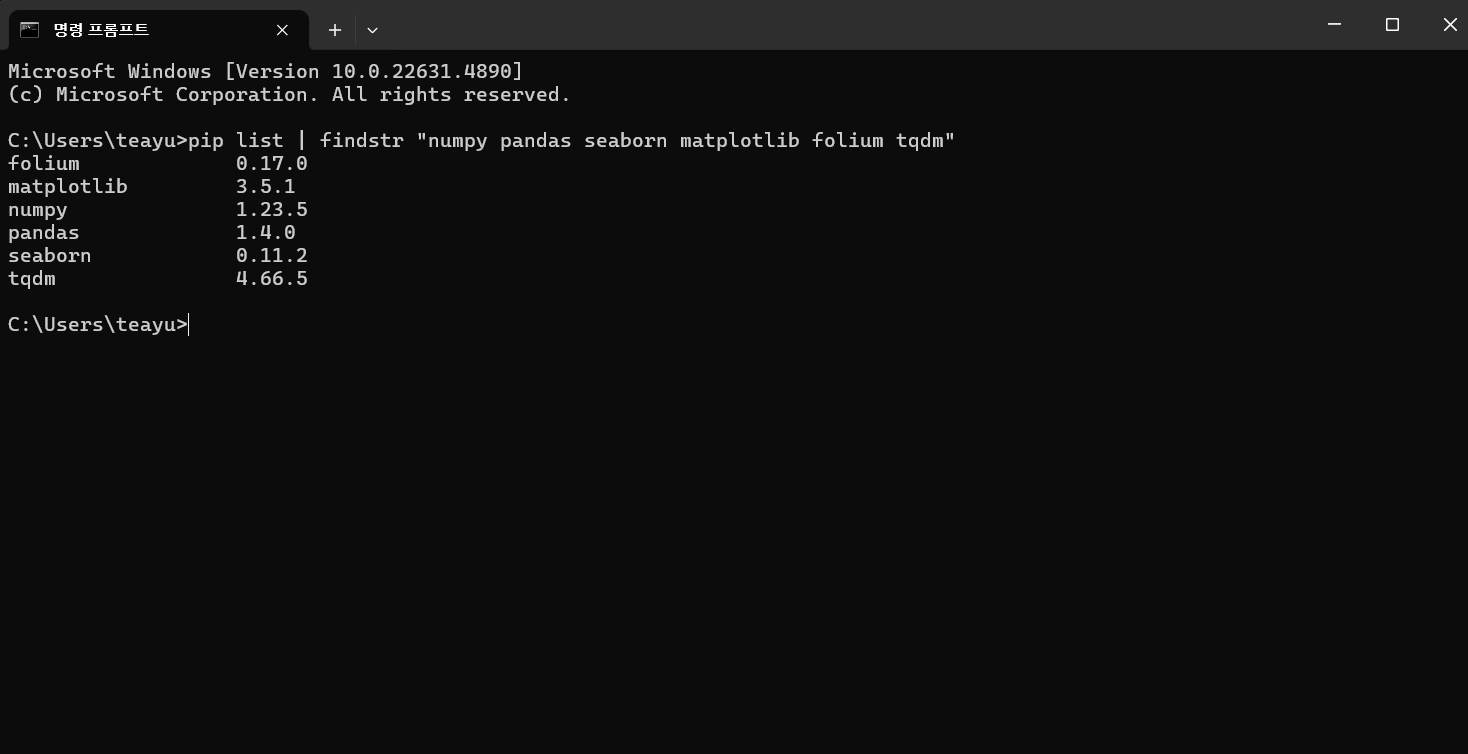 명령 프롬프트
Microsoft Windows [Version 10.0.22631.4890]
(c) Microsoft Corporation. All rights reserved.
C:\Users\teayu>pip list | findstr "numpy pandas seaborn matplotlib folium tqdm"
folium             0.17.0
matplotlib         3.5.1
numpy              1.23.5
pandas             1.4.0
seaborn            0.11.2
tqdm               4.66.5
C:\Users\teayu>